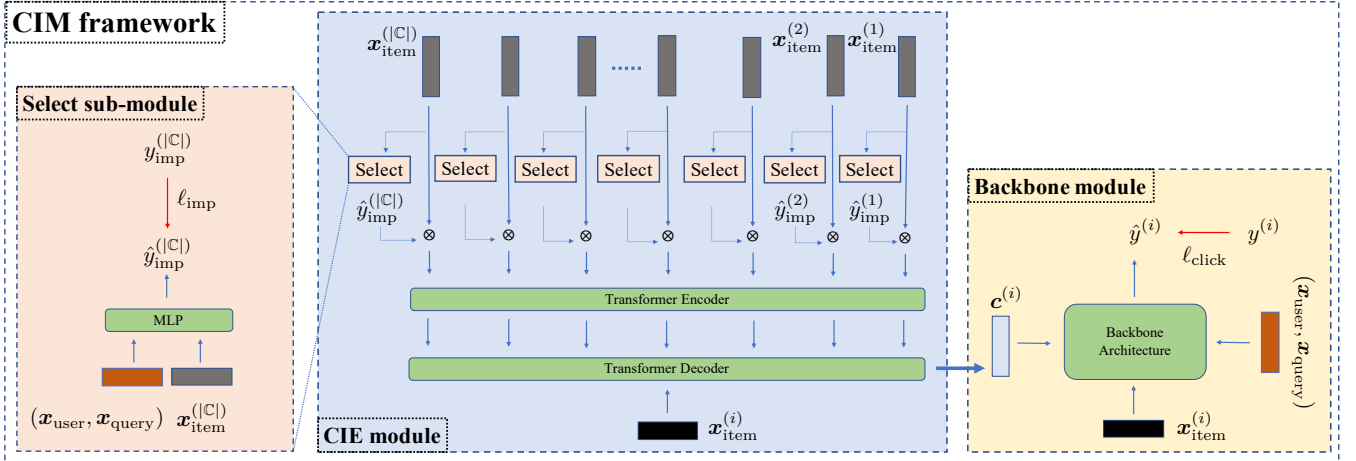 CIM framework
Select sub-module
y_imp^(|ℂ|)
ℓ_imp
ŷ_imp^(|ℂ|)
MLP
(x_user, x_query) x_item^(|ℂ|)
x_item^(|ℂ|) ..... x_item^(2) x_item^(1)
Select Select Select Select Select Select Select
ŷ_imp^(|ℂ|) ŷ_imp^(2) ŷ_imp^(1)
⊗ ⊗ ⊗ ⊗ ⊗ ⊗ ⊗
Transformer Encoder
Transformer Decoder
x_item^(i)
CIE module
Backbone module
ŷ^(i) y^(i)
ℓ_click
c^(i)
Backbone
Architecture
(x_user, x_query)
x_item^(i)